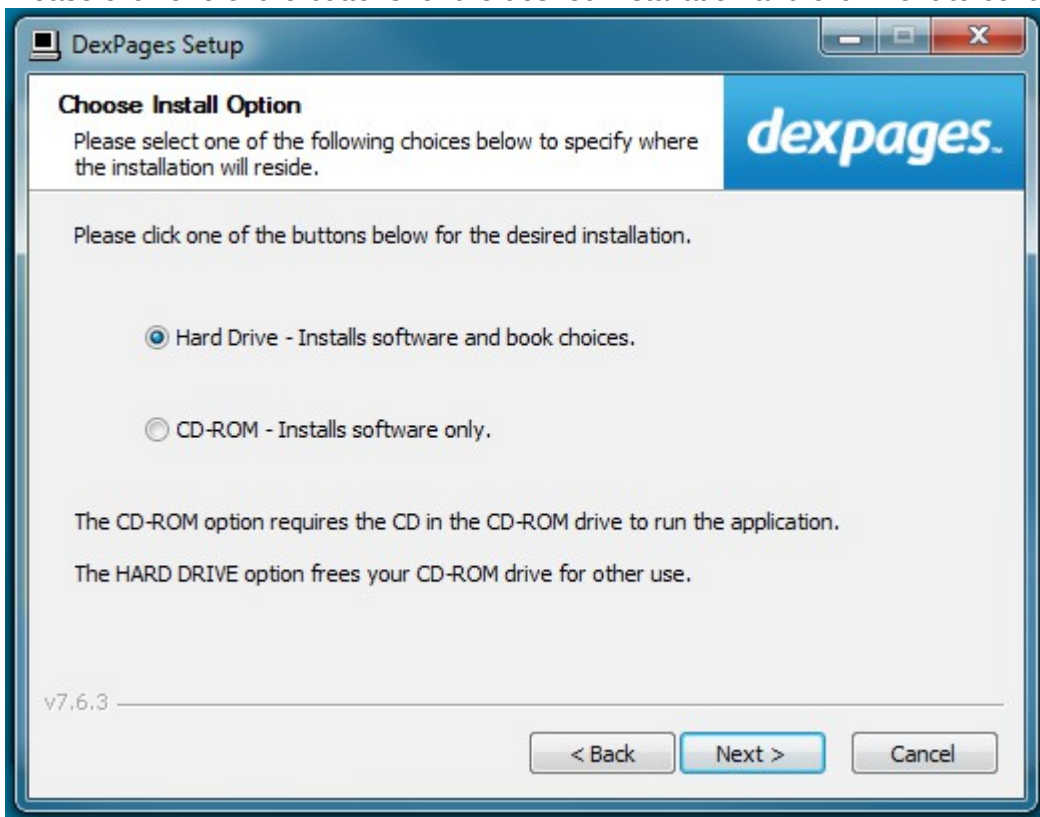 DexPages Setup
Choose Install Option
Please select one of the following choices below to specify where
the installation will reside.
dexpages™
Please click one of the buttons below for the desired installation.
Hard Drive - Installs software and book choices.
CD-ROM - Installs software only.
The CD-ROM option requires the CD in the CD-ROM drive to run the application.
The HARD DRIVE option frees your CD-ROM drive for other use.
v7.6.3
< Back Next > Cancel